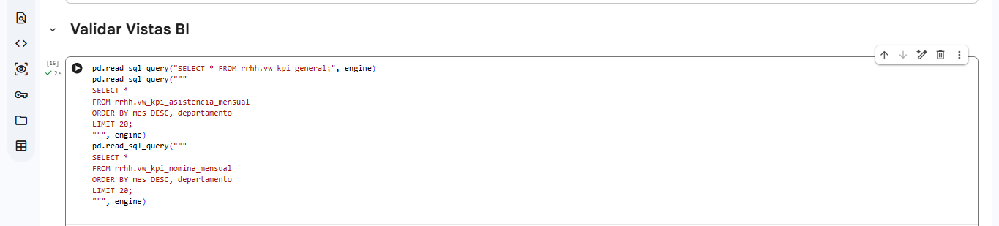 Validar Vistas BI
[15]
2 s
pd.read_sql_query("SELECT * FROM rrhh.vw_kpi_general;", engine)
pd.read_sql_query("""
SELECT *
FROM rrhh.vw_kpi_asistencia_mensual
ORDER BY mes DESC, departamento
LIMIT 20;
""", engine)
pd.read_sql_query("""
SELECT *
FROM rrhh.vw_kpi_nomina_mensual
ORDER BY mes DESC, departamento
LIMIT 20;
""", engine)